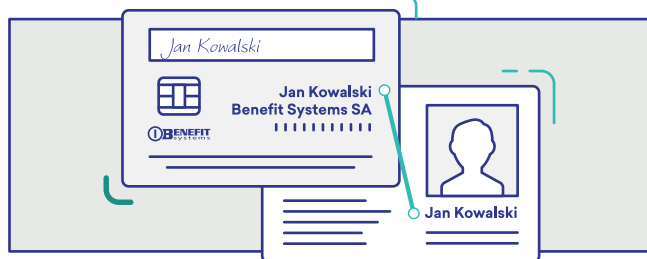 Jan Kowalski
Jan Kowalski
Benefit Systems SA
BENEFIT
systems
Jan Kowalski